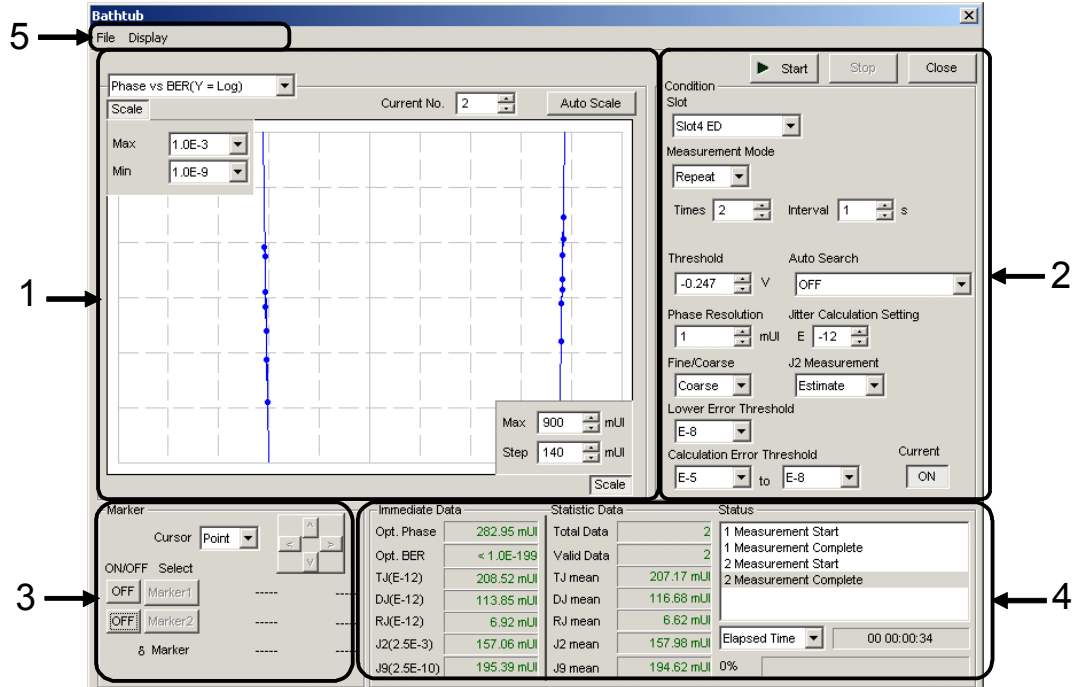 Bathtub
5
File Display
Start Stop Close
Phase vs BER(Y = Log)
Current No. 2 Auto Scale
Scale
Max 1.0E-3
Min 1.0E-9
Max 900 mUI
Step 140 mUI
Scale
1
Condition
Slot
Slot4 ED
Measurement Mode
Repeat
Times 2 Interval 1 s
Threshold Auto Search
-0.247 V OFF
Phase Resolution Jitter Calculation Setting
1 mUI E -12
Fine/Coarse J2 Measurement
Coarse Estimate
Lower Error Threshold
E-8
Calculation Error Threshold Current
E-5 to E-8 ON
2
Marker
Cursor Point
^
< >
v
ON/OFF Select
OFF Marker1 ----- -----
OFF Marker2 ----- -----
δ Marker ---- ----
3
Immediate Data
Opt. Phase 282.95 mUI
Opt. BER < 1.0E-199
TJ(E-12) 208.52 mUI
DJ(E-12) 113.85 mUI
RJ(E-12) 6.92 mUI
J2(2.5E-3) 157.06 mUI
J9(2.5E-10) 195.39 mUI
Statistic Data
Total Data 2
Valid Data 2
TJ mean 207.17 mUI
DJ mean 116.68 mUI
RJ mean 6.62 mUI
J2 mean 157.98 mUI
J9 mean 194.62 mUI
Status
1 Measurement Start
1 Measurement Complete
2 Measurement Start
2 Measurement Complete
Elapsed Time 00 00:00:34
0%
4